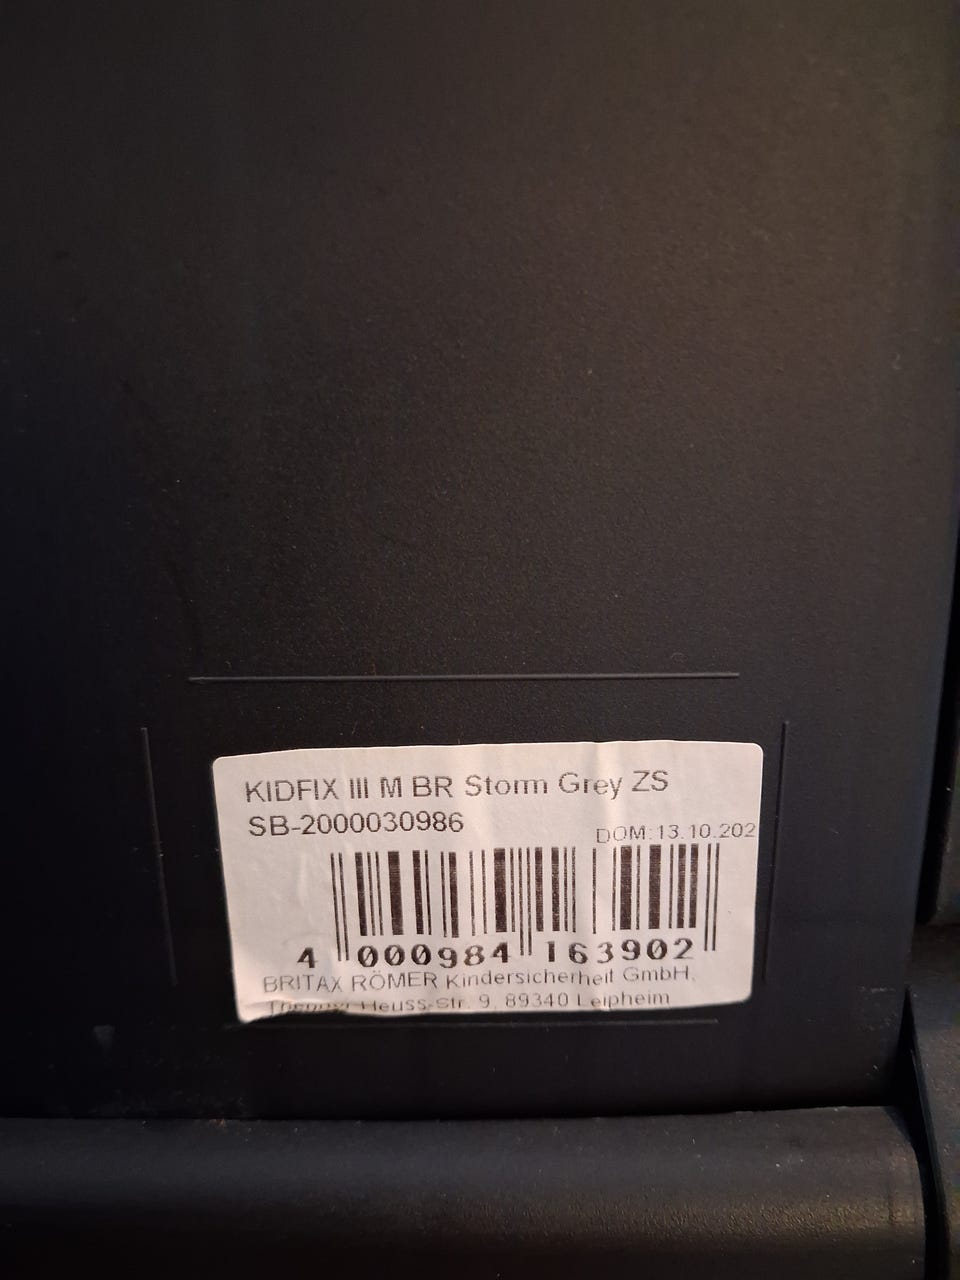 KIDFIX III M BR Storm Grey ZS
SB-2000030986
DOM:13.10.202
4 000984 163902
BRITAX RÖMER Kindersicherheit GmbH,
Heuss-Str. 9, 89340 Leipheim